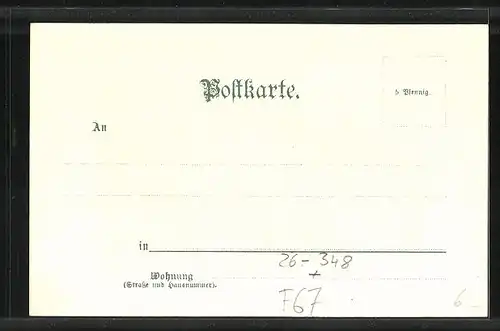 Postkarte.
5 Pfennig.
An
in
26-348
+
Wohnung
(Straße und Hausnummer).
F67
6-